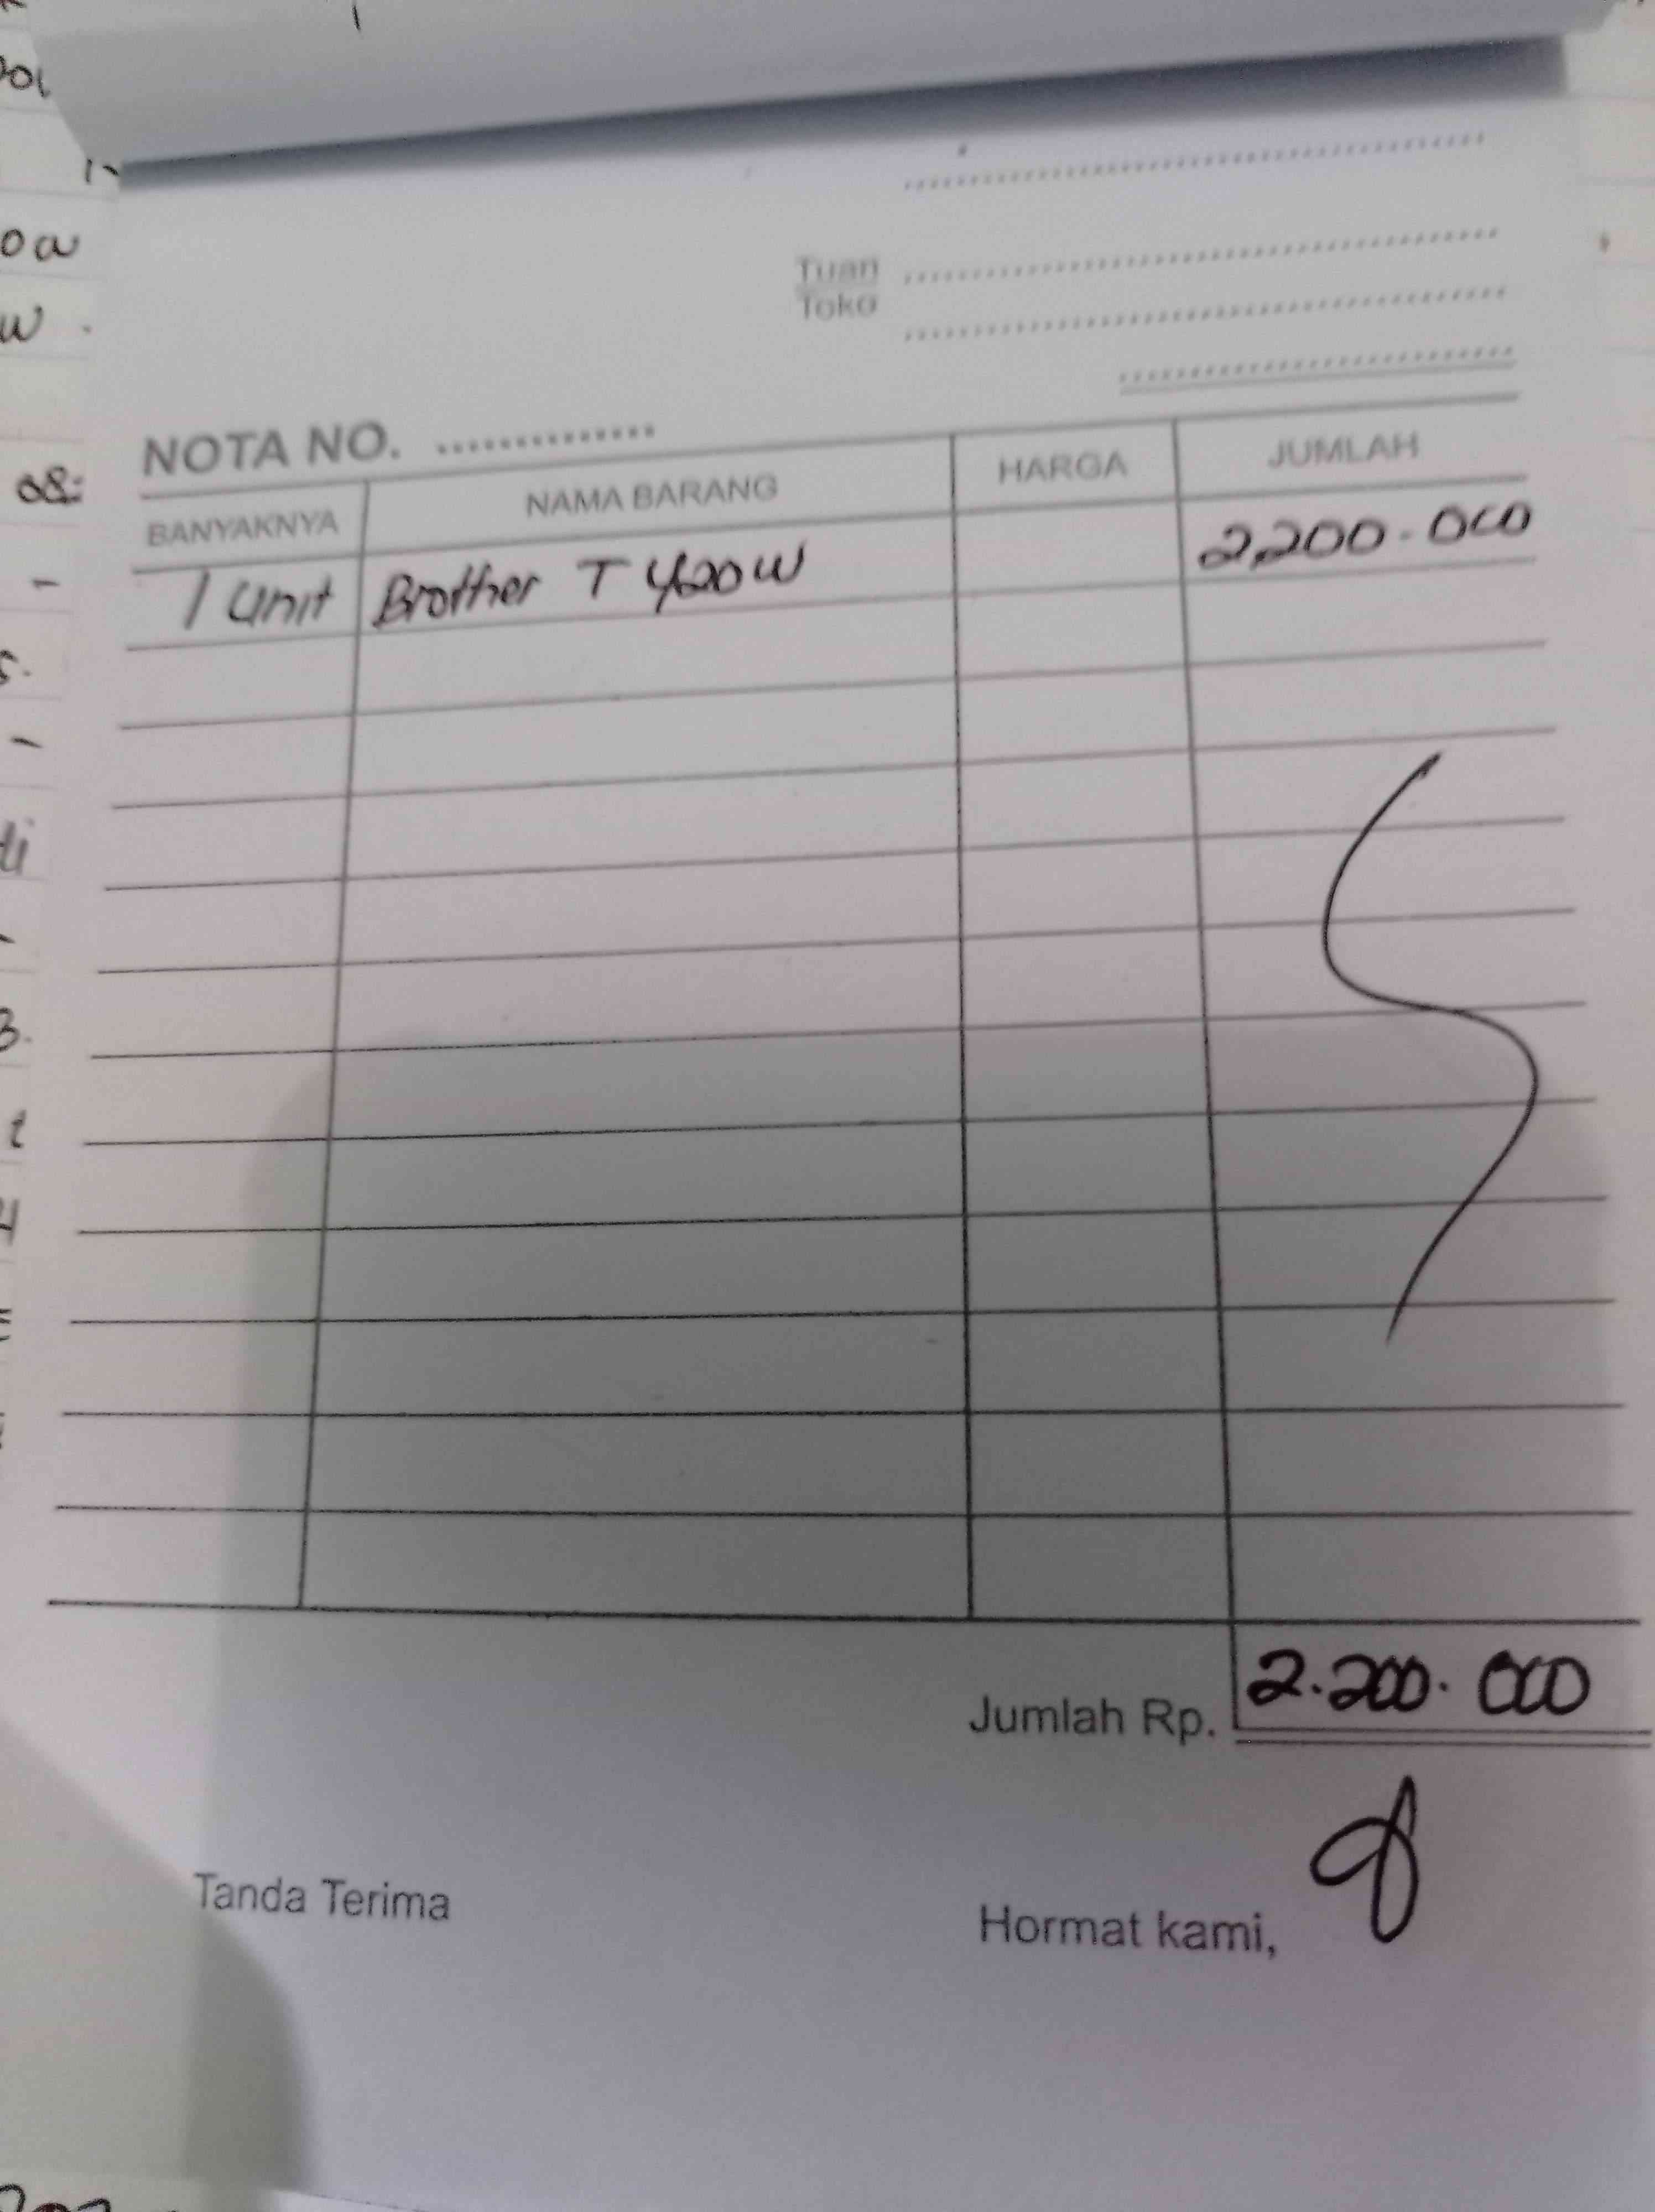 Tuan
Toko
NOTA NO. ...............
BANYAKNYA NAMA BARANG HARGA JUMLAH
1 Unit Brother T 420W 2,200.000
Jumlah Rp. 2.200.000
Tanda Terima Hormat kami,